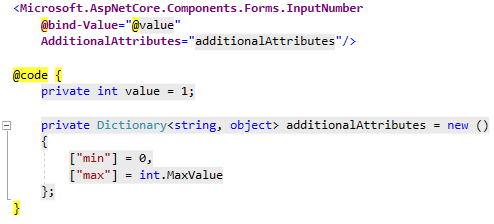 <Microsoft.AspNetCore.Components.Forms.InputNumber
@bind-Value="@value"
AdditionalAttributes="additionalAttributes"/>
@code {
private int value = 1;
private Dictionary<string, object> additionalAttributes = new ()
{
["min"] = 0,
["max"] = int.MaxValue
};
}